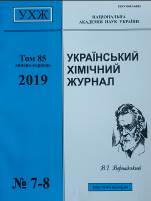 УХЖ
НАЦІОНАЛЬНА
АКАДЕМІЯ НАУК УКРАЇНИ
Том 85
2019
УКРАЇНСЬКИЙ
ХІМІЧНИЙ
ЖУРНАЛ
В.І. Вернадський
№ 7-8